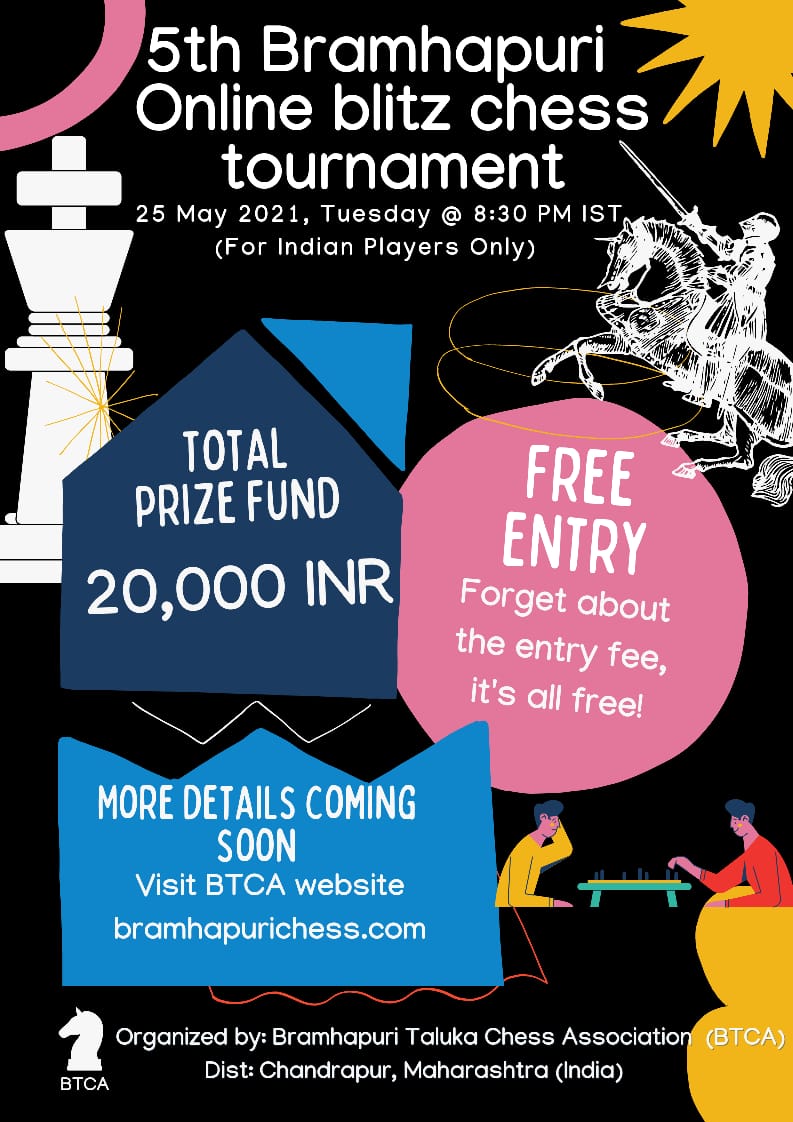 5th Bramhapuri
Online blitz chess
tournament
25 May 2021, Tuesday @ 8:30 PM IST
(For Indian Players Only)
TOTAL
PRIZE FUND
20,000 INR
FREE
ENTRY
Forget about
the entry fee,
it's all free!
MORE DETAILS COMING
SOON
Visit BTCA website
bramhapurichess.com
Organized by: Bramhapuri Taluka Chess Association (BTCA)
Dist: Chandrapur, Maharashtra (India)
BTCA